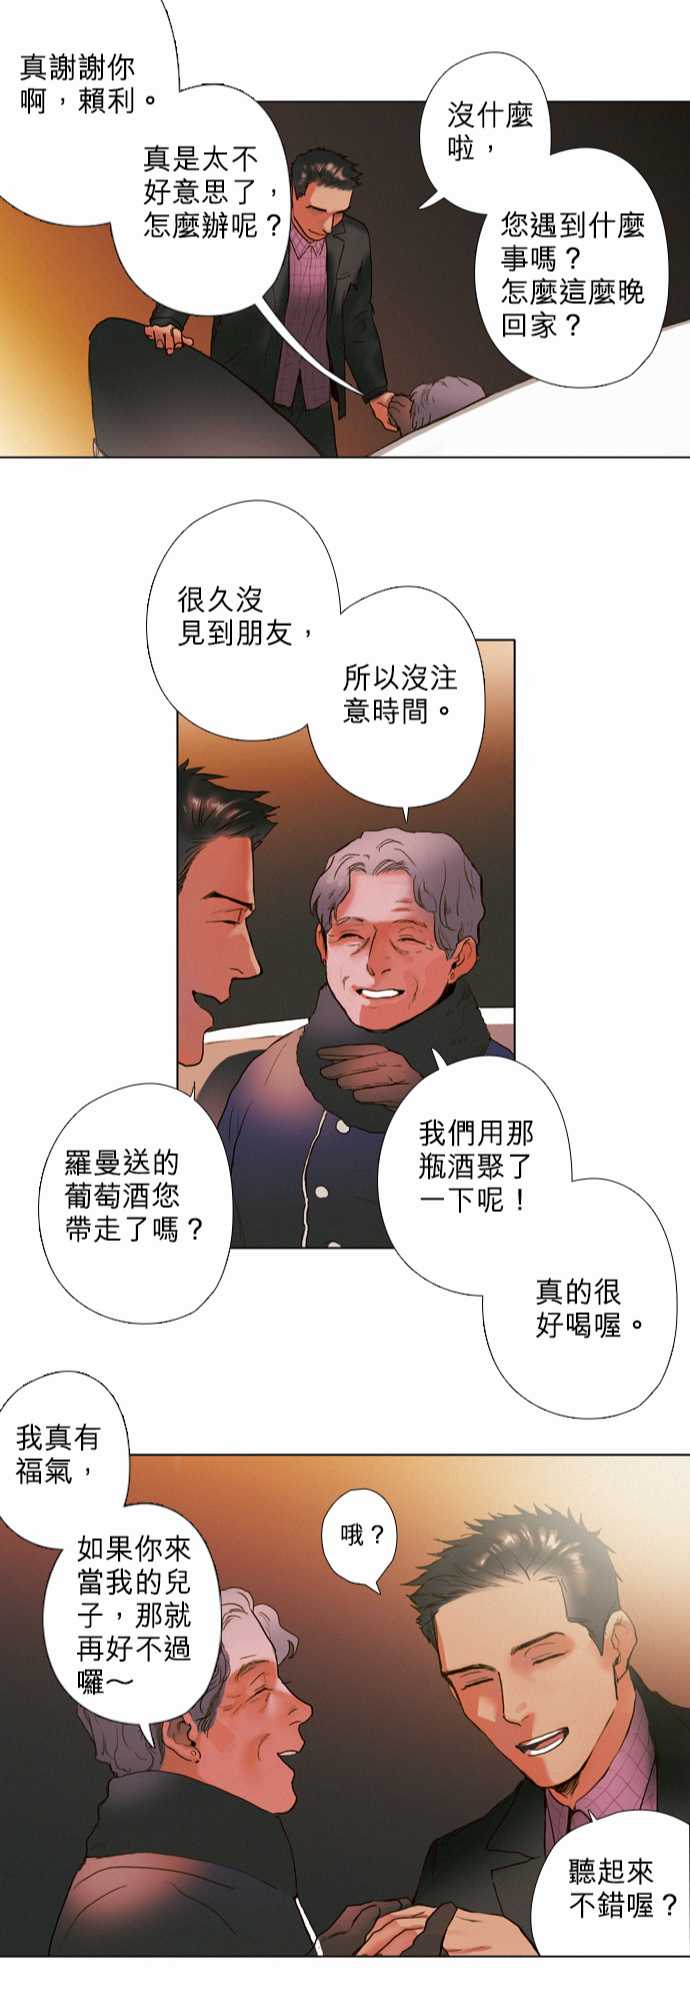 真謝謝你
啊，賴利。
真是太不
好意思了，
怎麼辦呢？
沒什麼
啦，
您遇到什麼
事嗎？
怎麼這麼晚
回家？
很久沒
見到朋友，
所以沒注
意時間。
羅曼送的
葡萄酒您
帶走了嗎？
我們用那
瓶酒聚了
一下呢！
真的很
好喝喔。
我真有
福氣，
如果你來
當我的兒
子，那就
再好不過
囉～
哦？
聽起來
不錯喔？